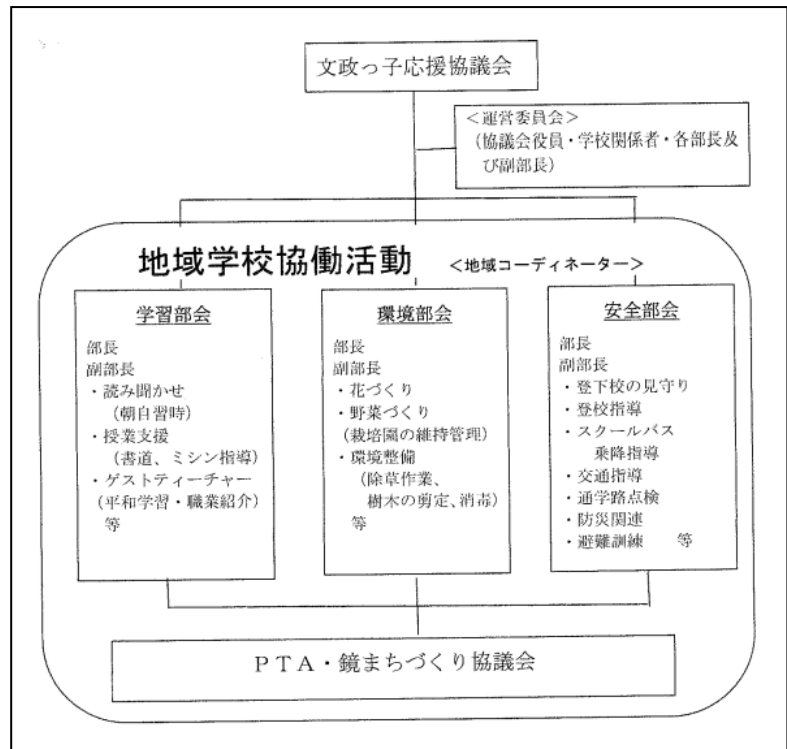 文政っ子応援協議会
＜運営委員会＞
（協議会役員・学校関係者・各部長及
び副部長）
地域学校協働活動 ＜地域コーディネーター＞
学習部会
部長
副部長
・読み聞かせ
（朝自習時）
・授業支援
（書道、ミシン指導）
・ゲストティーチャー
（平和学習・職業紹介）
等
環境部会
部長
副部長
・花づくり
・野菜づくり
（栽培園の維持管理）
・環境整備
（除草作業、
樹木の剪定、消毒）
等
安全部会
部長
副部長
・登下校の見守り
・登校指導
・スクールバス
乗降指導
・交通指導
・通学路点検
・防災関連
・避難訓練　等
ＰＴＡ・鏡まちづくり協議会